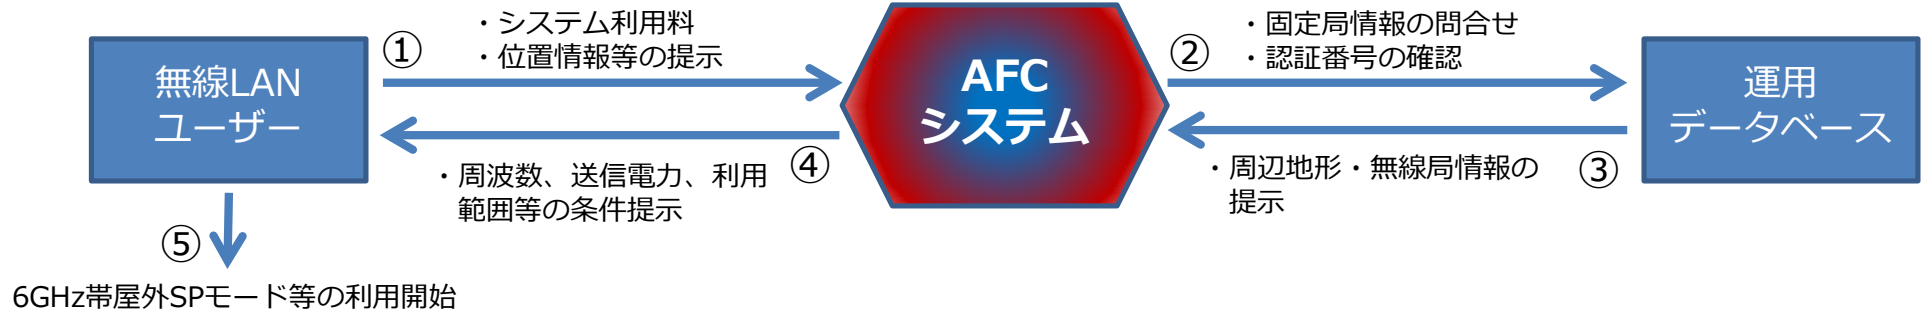 無線LAN
ユーザー
①
・システム利用料
・位置情報等の提示
AFC
システム
②
・固定局情報の問合せ
・認証番号の確認
運用
データベース
③
・周辺地形・無線局情報の
提示
④
・周波数、送信電力、利用
範囲等の条件提示
⑤
6GHz帯屋外SPモード等の利用開始